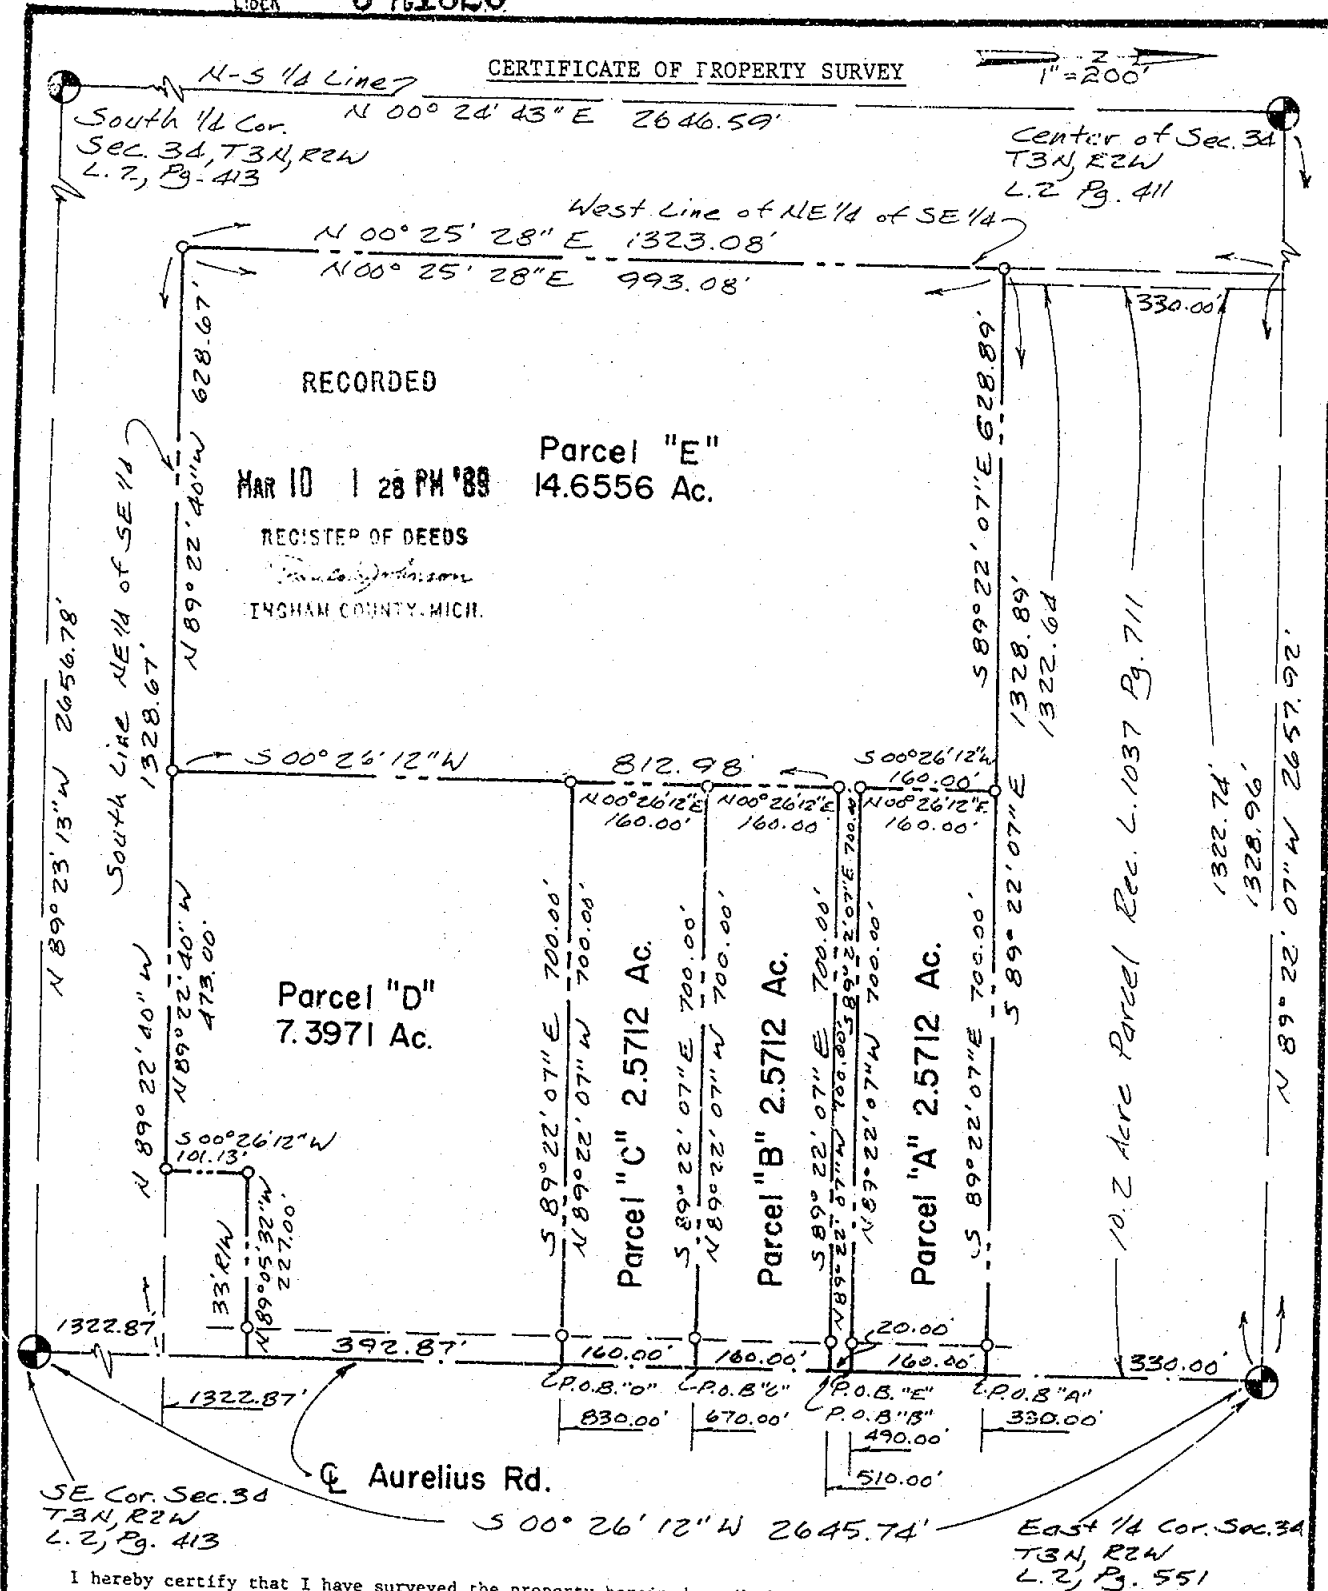 CERTIFICATE OF PROPERTY SURVEY
1"=200'
N-S 1/4 Line
N 00° 24' 43" E 2646.59'
South 1/4 Cor.
Sec. 34, T3N, R2W
L. 2, Pg. 413
Center of Sec. 34
T3N, R2W
L. 2 Pg. 411
West Line of NE 1/4 of SE 1/4
N 00° 25' 28" E 1323.08'
N 00° 25' 28" E 993.08'
330.00'
N 89° 22' 40" W 628.67'
RECORDED
MAR 10 1 28 PM '89
REGISTER OF DEEDS
INGHAM COUNTY, MICH.
Parcel "E"
14.6556 Ac.
S 89° 22' 07" E 628.89'
1328.89'
1322.64
S 89° 22' 07" E
10.2 Acre Parcel Rec. L. 1037 Pg. 711
1322.74'
1328.96'
N 89° 22' 07" W 2657.92'
N 89° 23' 13" W 2656.78'
South Line NE 1/4 of SE 1/4
1328.67'
N 89° 22' 40" W
S 00° 26' 12" W
812.98'
S 00° 26' 12" W
160.00'
N 00° 26' 12" E
160.00'
N 00° 26' 12" E
160.00'
N 00° 26' 12" E
160.00'
N 89° 22' 40" W
473.00'
Parcel "D"
7.3971 Ac.
S 89° 22' 07" E 700.00'
N 89° 22' 07" W 700.00'
Parcel "C" 2.5712 Ac.
S 89° 22' 07" E 700.00'
N 89° 22' 07" W 700.00'
Parcel "B" 2.5712 Ac.
S 89° 22' 07" E 700.00'
N 89° 22' 07" W 700.00'
S 89° 22' 07" E 700.00'
N 89° 22' 07" W 700.00'
Parcel "A" 2.5712 Ac.
S 89° 22' 07" E 700.00'
S 00° 26' 12" W
101.13'
33' R/W
N 89° 05' 32" W
227.00'
1322.87'
392.87'
160.00'
160.00'
20.00'
160.00'
330.00'
P.O.B. "D"
P.O.B "C"
P.O.B. "E"
P.O.B "B"
P.O.B "A"
1322.87'
830.00'
670.00'
490.00'
510.00'
330.00'
℄ Aurelius Rd.
SE Cor. Sec. 34
T3N, R2W
L. 2, Pg. 413
S 00° 26' 12" W 2645.74'
East 1/4 Cor. Sec. 34
T3N, R2W
L. 2, Pg. 551
I hereby certify that I have surveyed the property